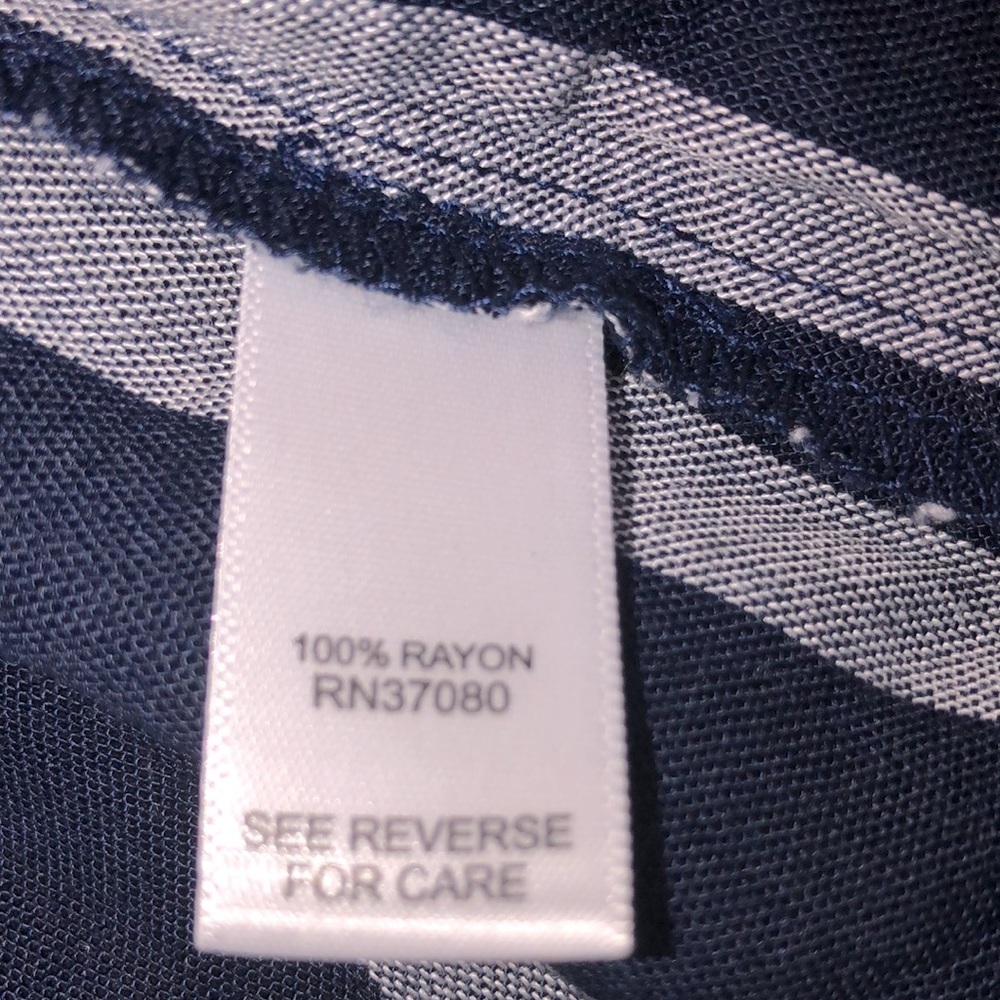 100% RAYON
RN37080
SEE REVERSE
FOR CARE